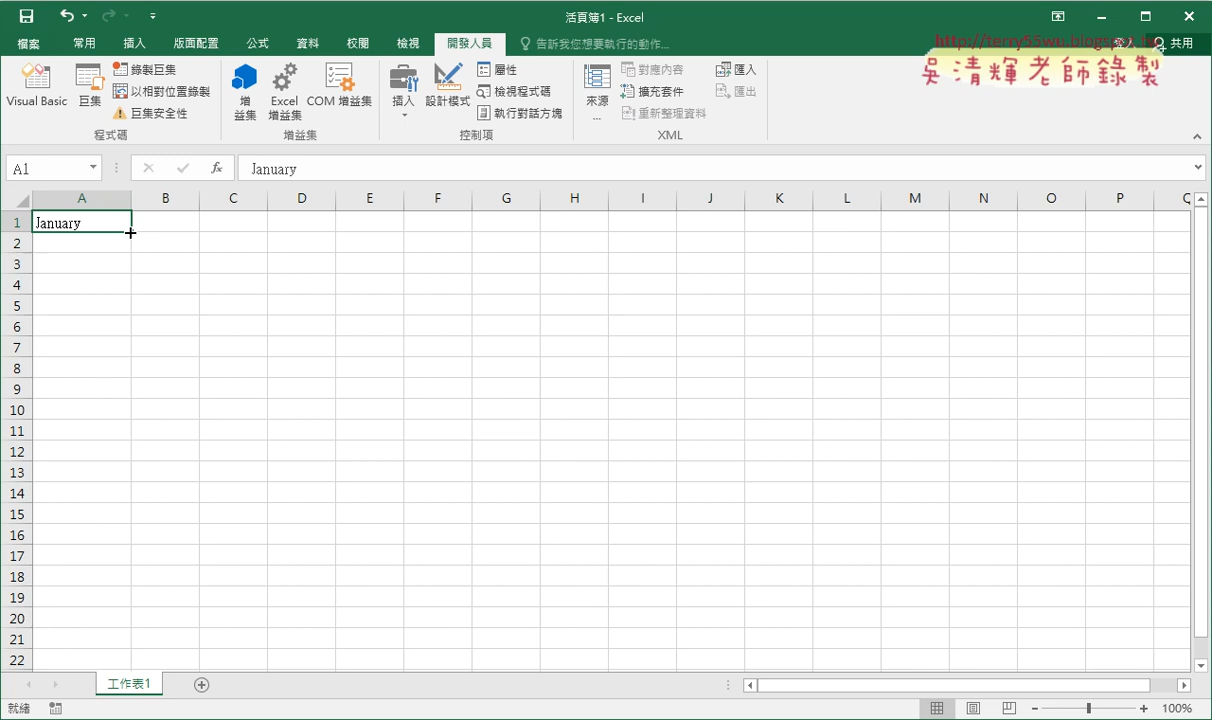 活頁簿1 - Excel
檔案 常用 插入 版面配置 公式 資料 校閱 檢視 開發人員 告訴我您想要執行的動作... 登入 共用
http://terry55wu.blogspot.tw
吳清輝老師錄製
Visual Basic 巨集 錄製巨集 以相對位置錄製 巨集安全性
增益集 Excel 增益集 COM 增益集
插入 設計模式 屬性 檢視程式碼 執行對話方塊
來源... 對應內容 擴充套件 重新整理資料 匯入 匯出
程式碼 增益集 控制項 XML
A1 fx January
A B C D E F G H I J K L M N O P Q
1 January
2
3
4
5
6
7
8
9
10
11
12
13
14
15
16
17
18
19
20
21
22
工作表1
就緒 100%